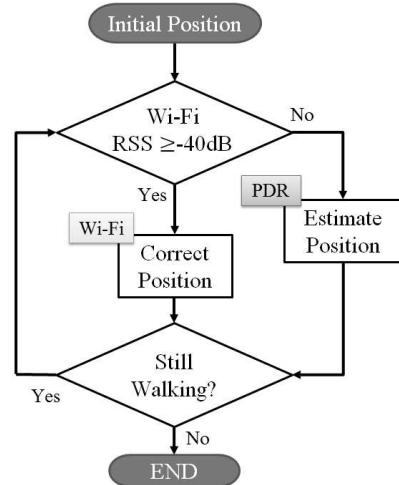 Initial Position
Wi-Fi
RSS ≥-40dB
No
Yes
PDR
Estimate
Position
Wi-Fi
Correct
Position
Still
Walking?
Yes
No
END